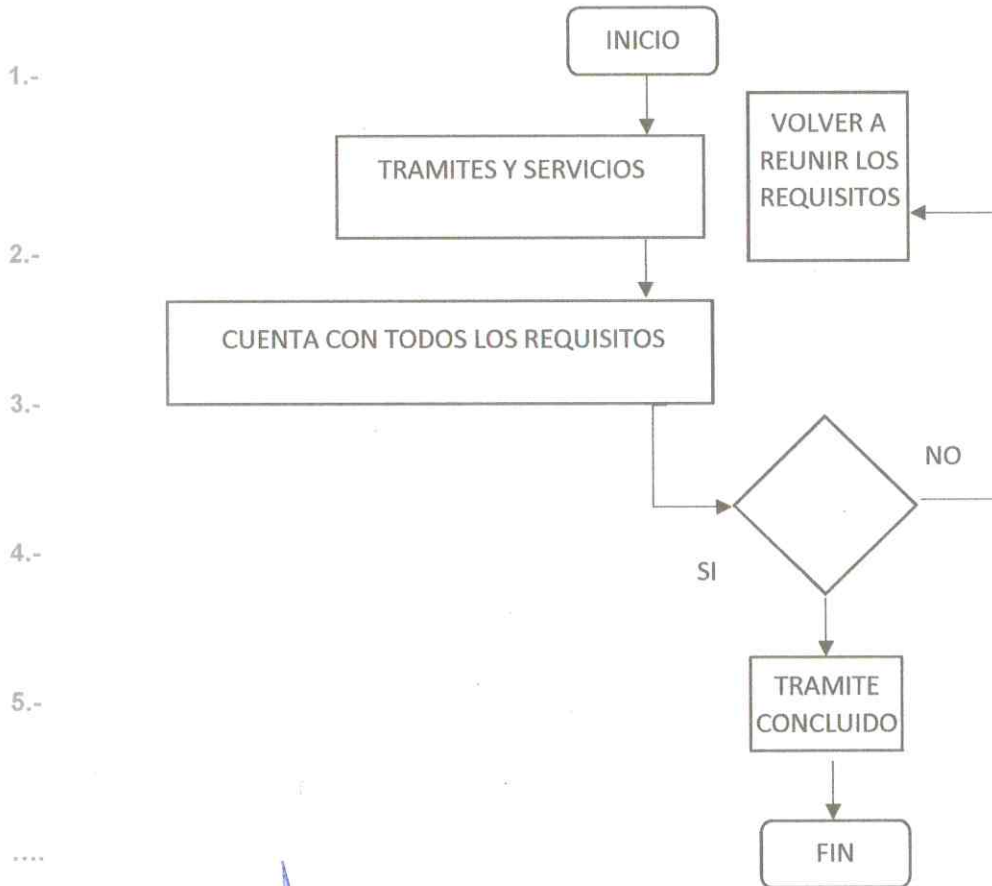 INICIO
1.-
VOLVER A
REUNIR LOS
REQUISITOS
TRAMITES Y SERVICIOS
2.-
CUENTA CON TODOS LOS REQUISITOS
3.-
NO
4.-
SI
TRAMITE
CONCLUIDO
5.-
FIN
....